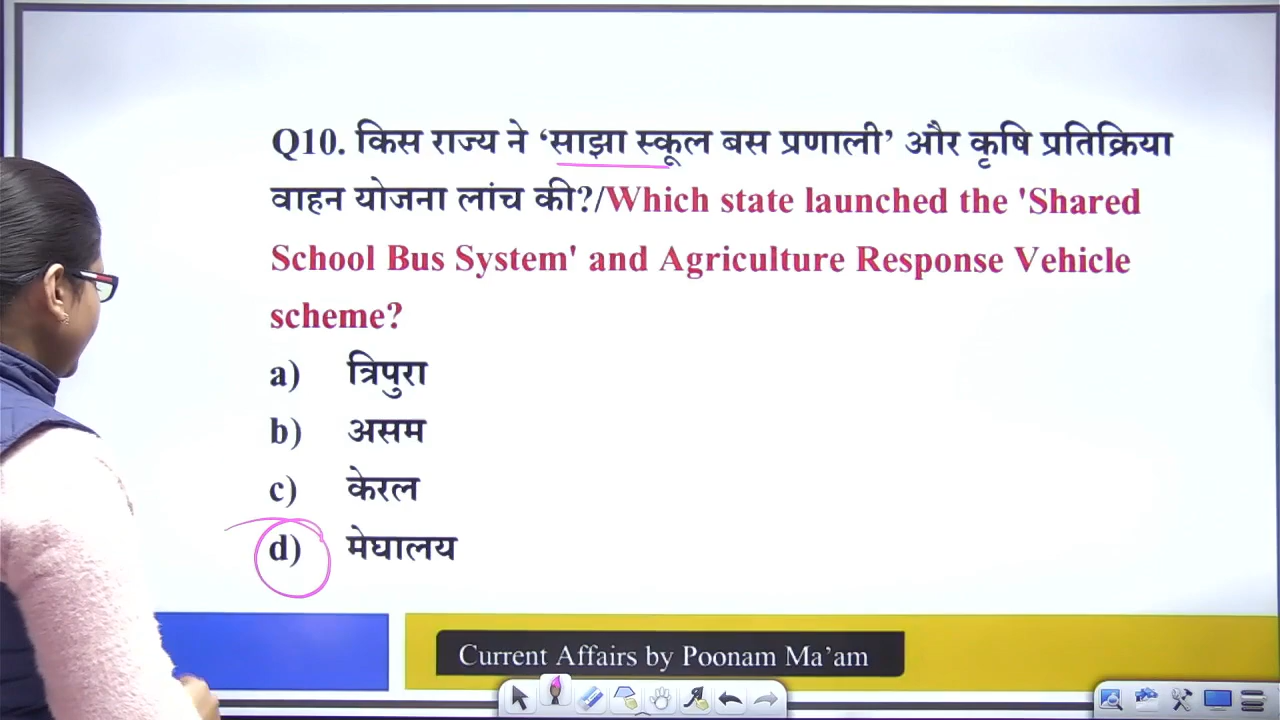 Q10. किस राज्य ने ‘साझा स्कूल बस प्रणाली’ और कृषि प्रतिक्रिया
वाहन योजना लांच की?/Which state launched the 'Shared
School Bus System' and Agriculture Response Vehicle
scheme?
a) त्रिपुरा
b) असम
c) केरल
d) मेघालय
Current Affairs by Poonam Ma’am